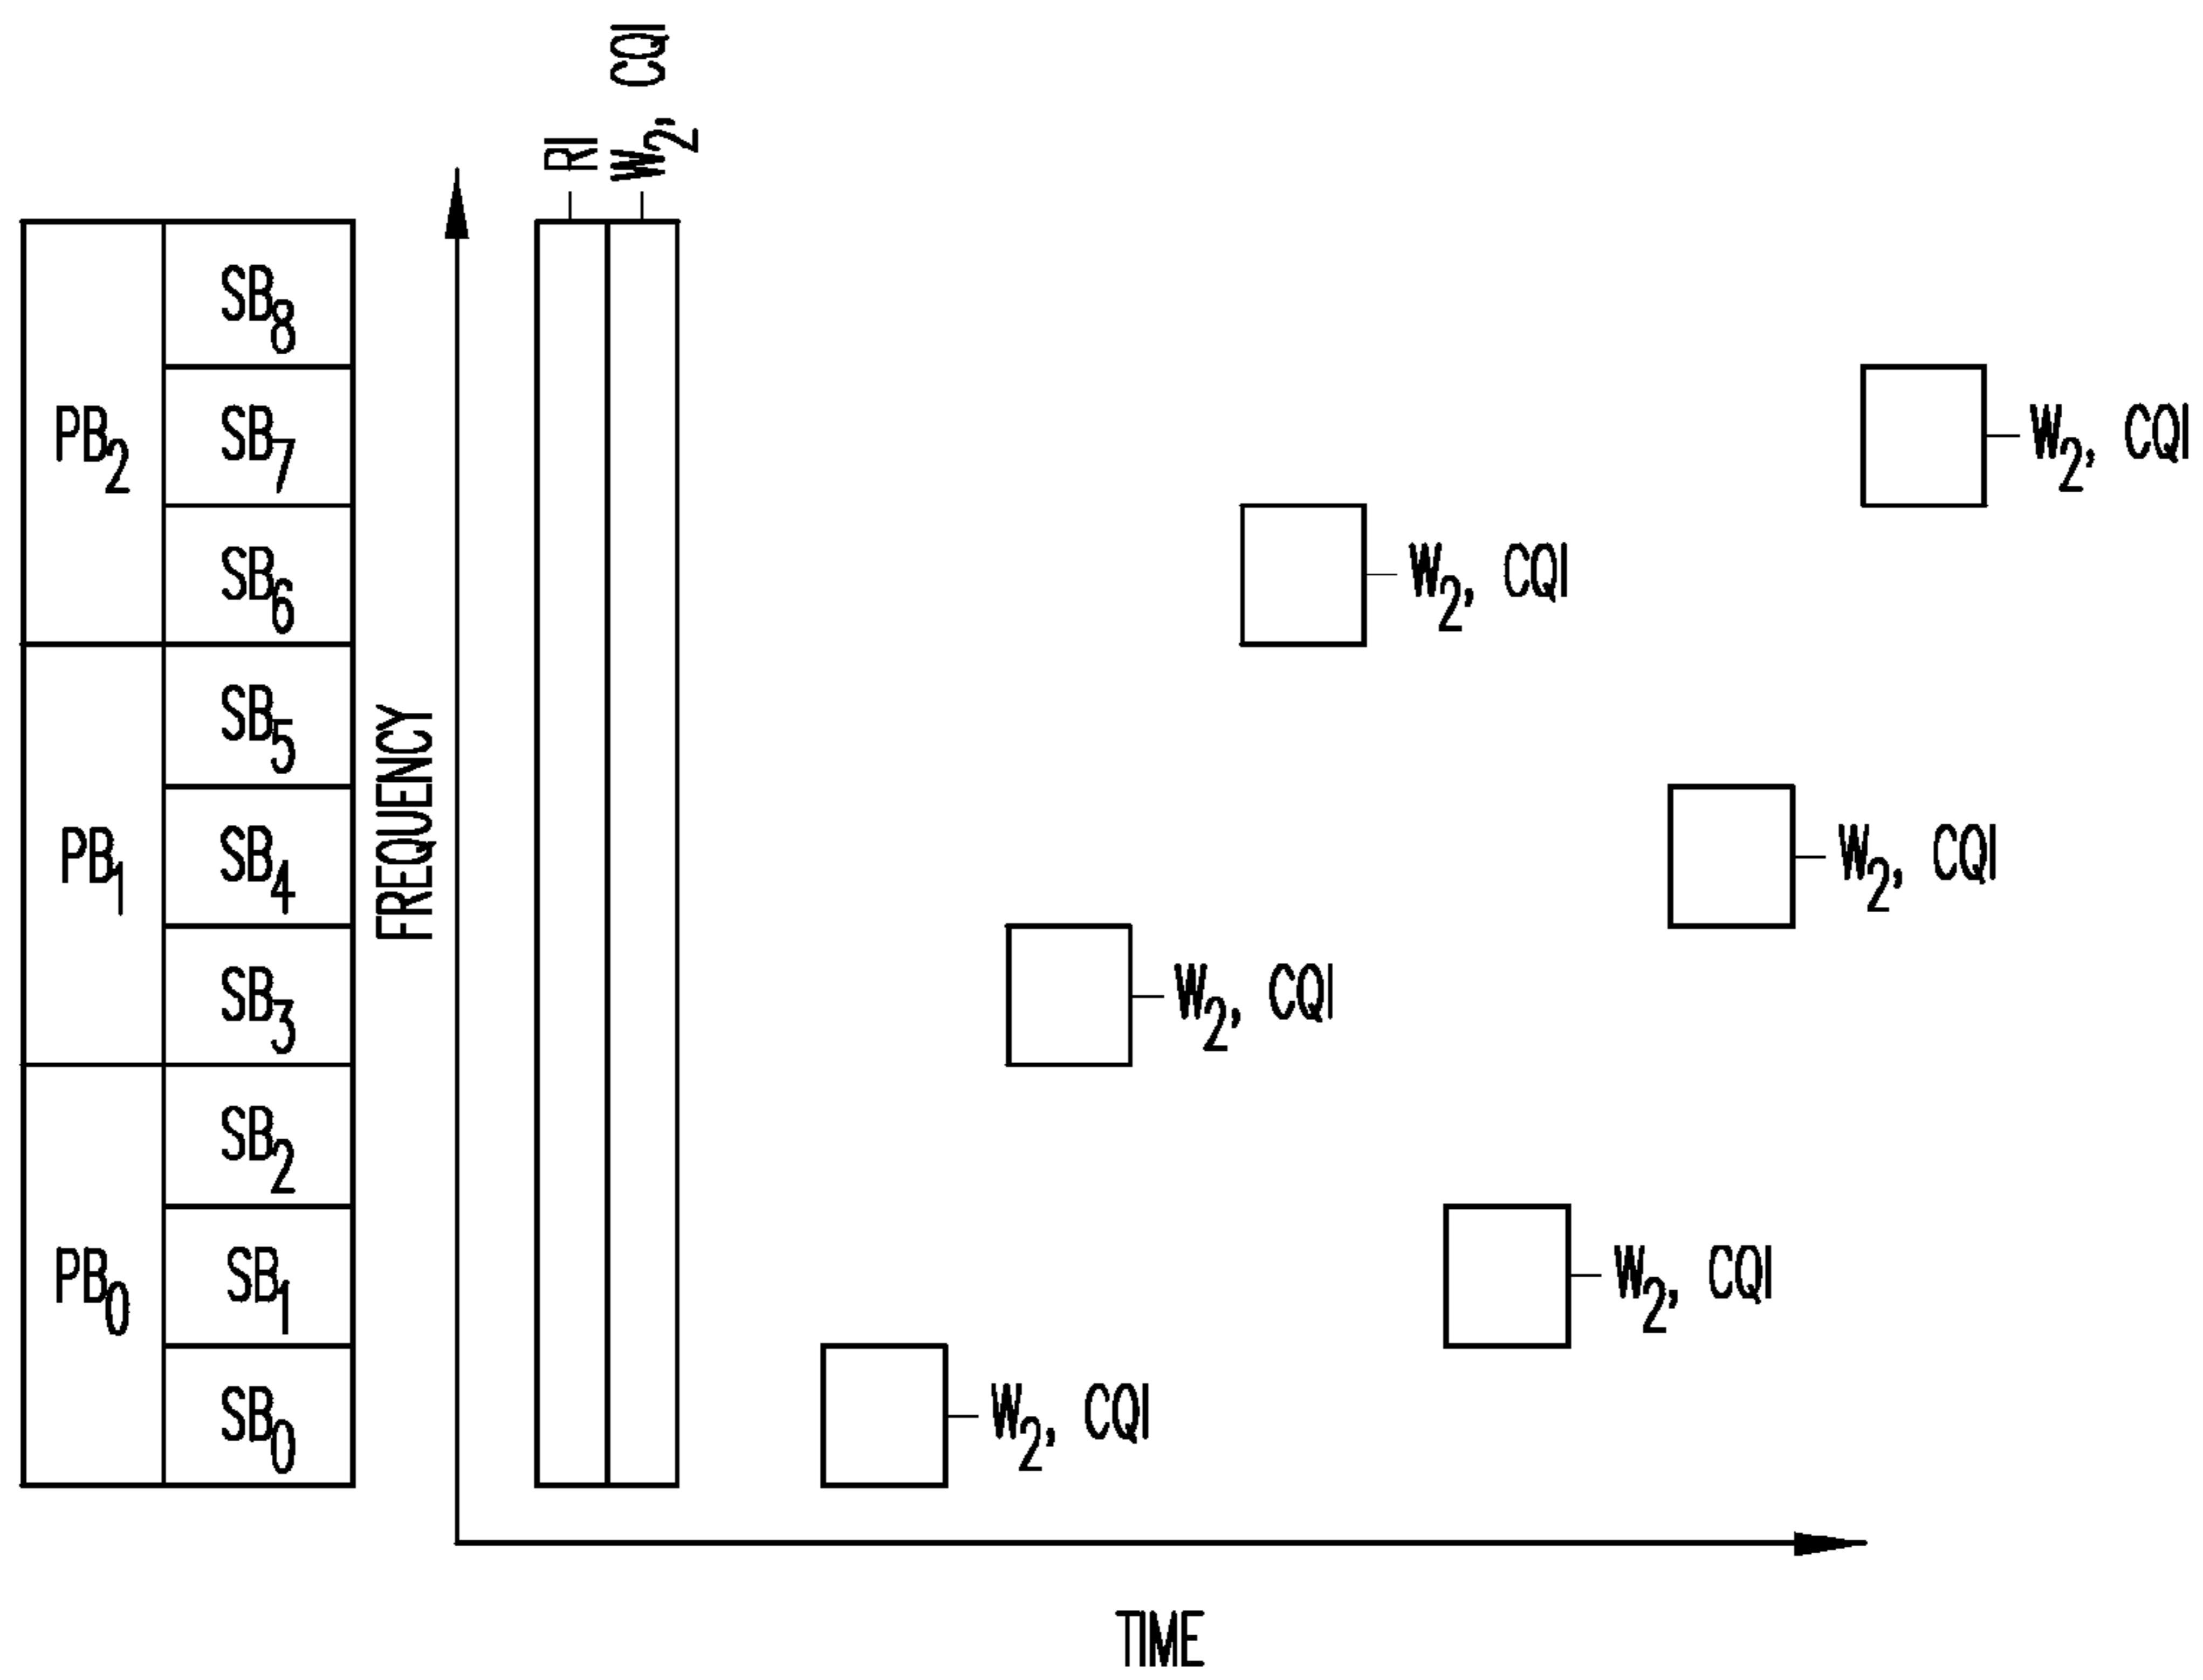 RI
W2, CQI
PB2
SB8
SB7
SB6
PB1
SB5
SB4
SB3
PB0
SB2
SB1
SB0
FREQUENCY
W2, CQI
W2, CQI
W2, CQI
W2, CQI
W2, CQI
W2, CQI
TIME